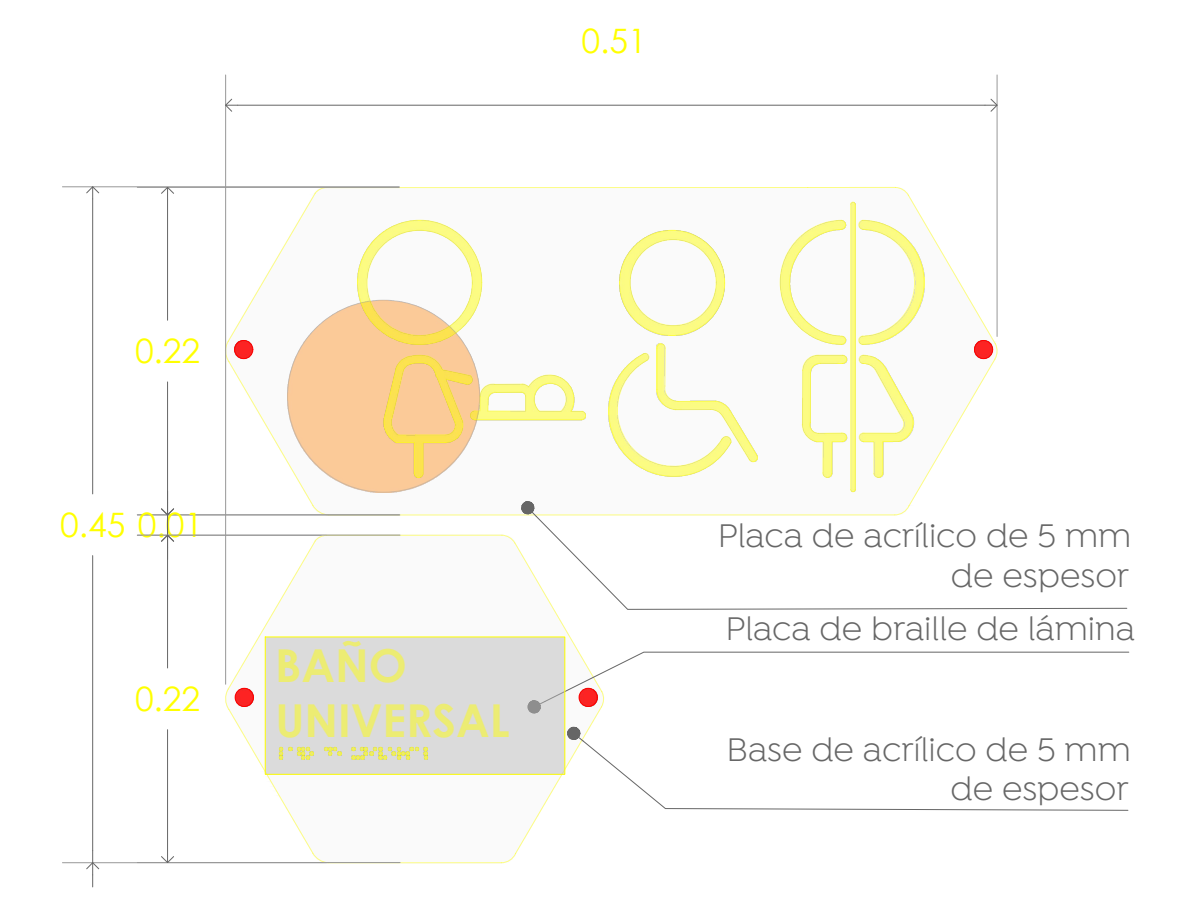 0.51
0.22
0.45 0.01
Placa de acrílico de 5 mm
de espesor
Placa de braille de lámina
BAÑO
UNIVERSAL
0.22
Base de acrílico de 5 mm
de espesor